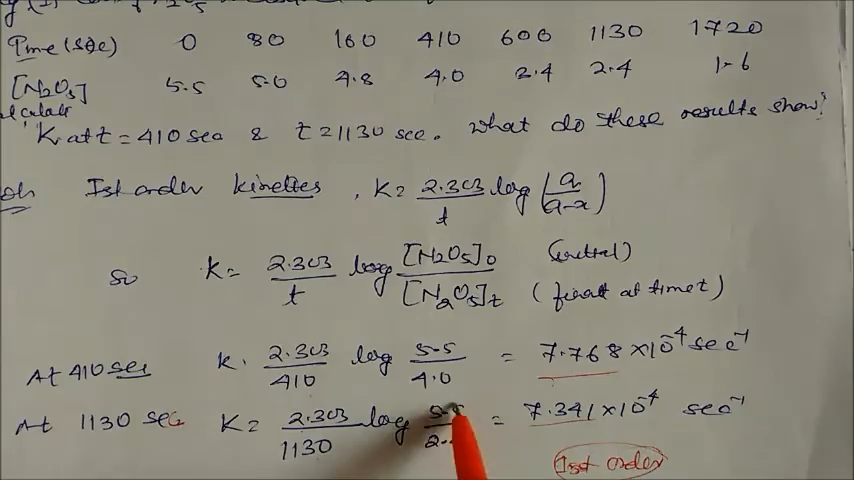 Time (sec) 0 80 160 410 600 1130 1720
[N2O5] 5.5 5.0 4.8 4.0 2.4 2.4 1.6
K at t = 410 sec & t = 1130 sec. What do these results show?
Ist order kinetics, K = 2.303/t log (a/a-x)
so K = 2.303/t log [N2O5]0/[N2O5]t (initial) (final at time t)
At 410 sec K = 2.303/410 log 5.5/4.0 = 7.768 × 10^-4 sec^-1
At 1130 sec K = 2.303/1130 log = 7.341 × 10^-4 sec^-1
Ist order